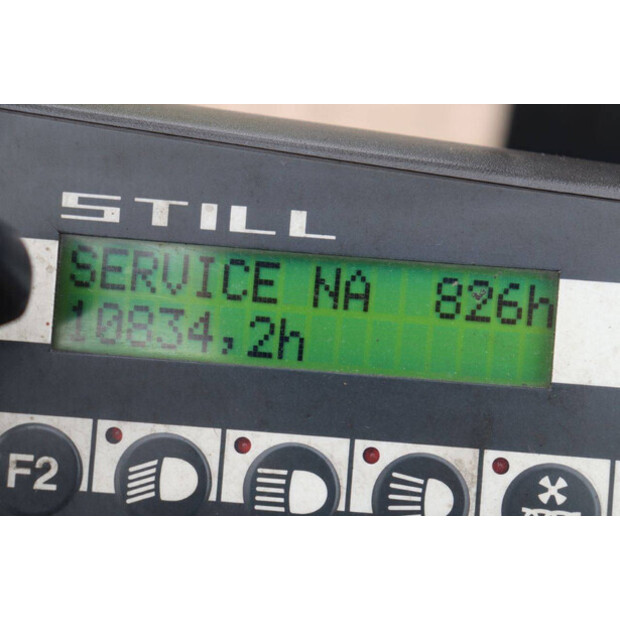 STILL
SERVICE NA 826h
10834,2h
F2